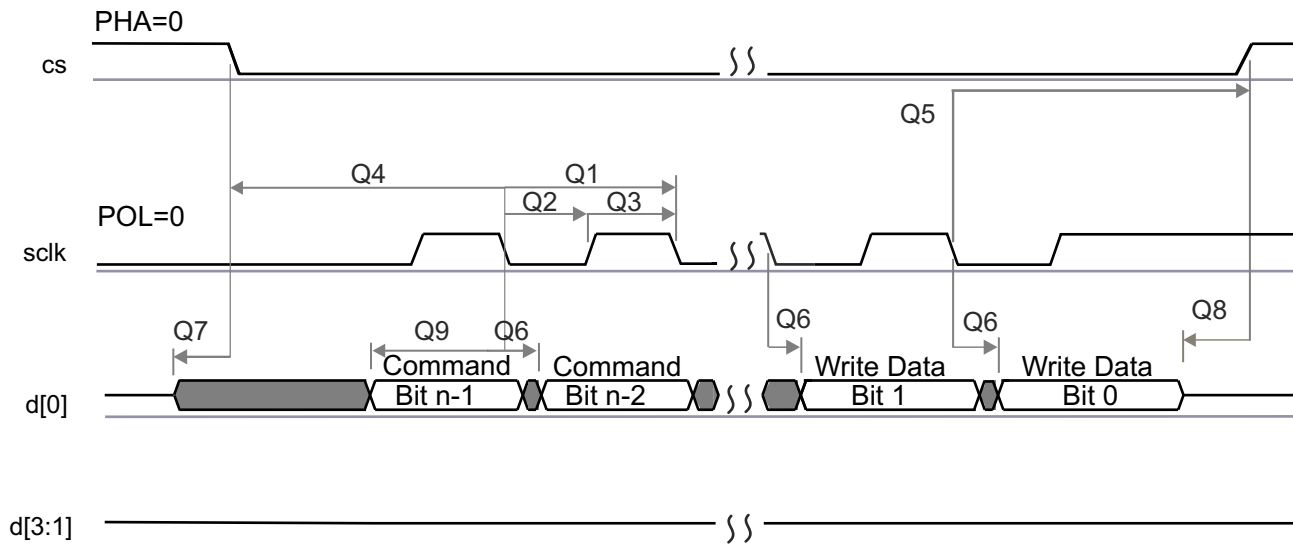 PHA=0
cs
Q5
Q4
Q1
Q2
Q3
POL=0
sclk
Q7
Q9
Q6
Q6
Q6
Q8
Command
Command
Write Data
Write Data
d[0]
Bit n-1
Bit n-2
Bit 1
Bit 0
d[3:1]